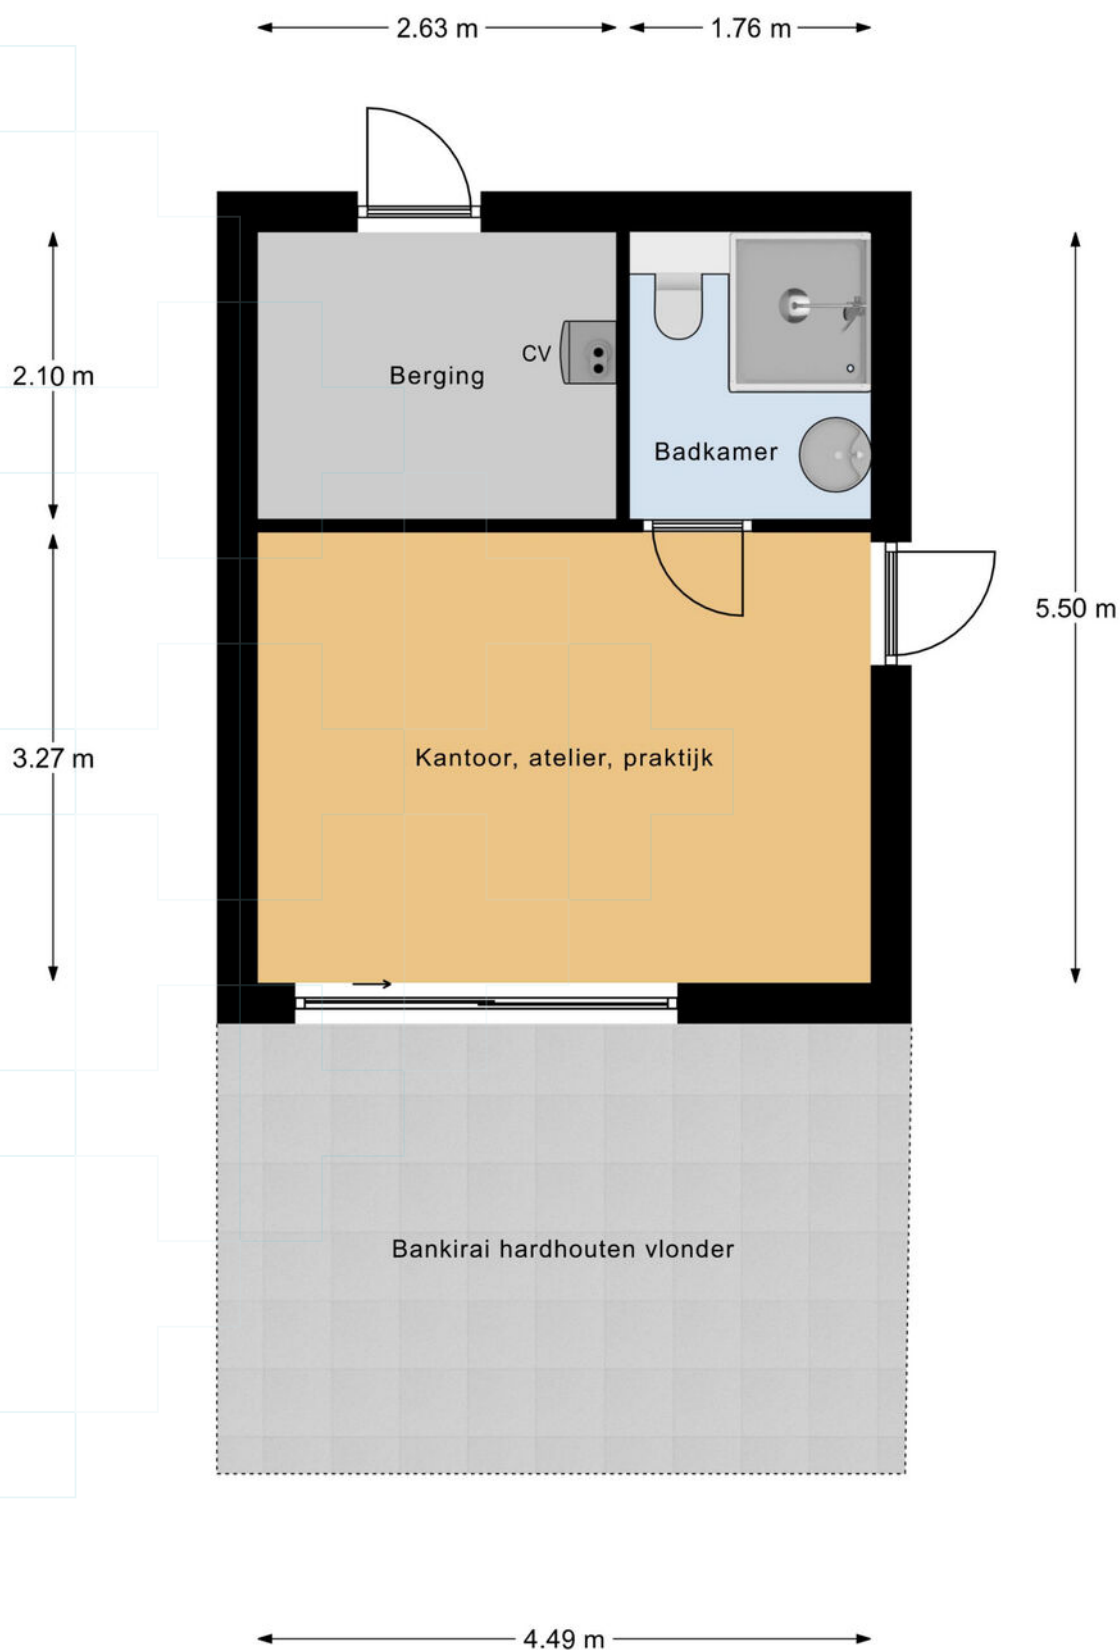 2.63 m
1.76 m
2.10 m
CV
Berging
Badkamer
5.50 m
3.27 m
Kantoor, atelier, praktijk
Bankirai hardhouten vlonder
4.49 m